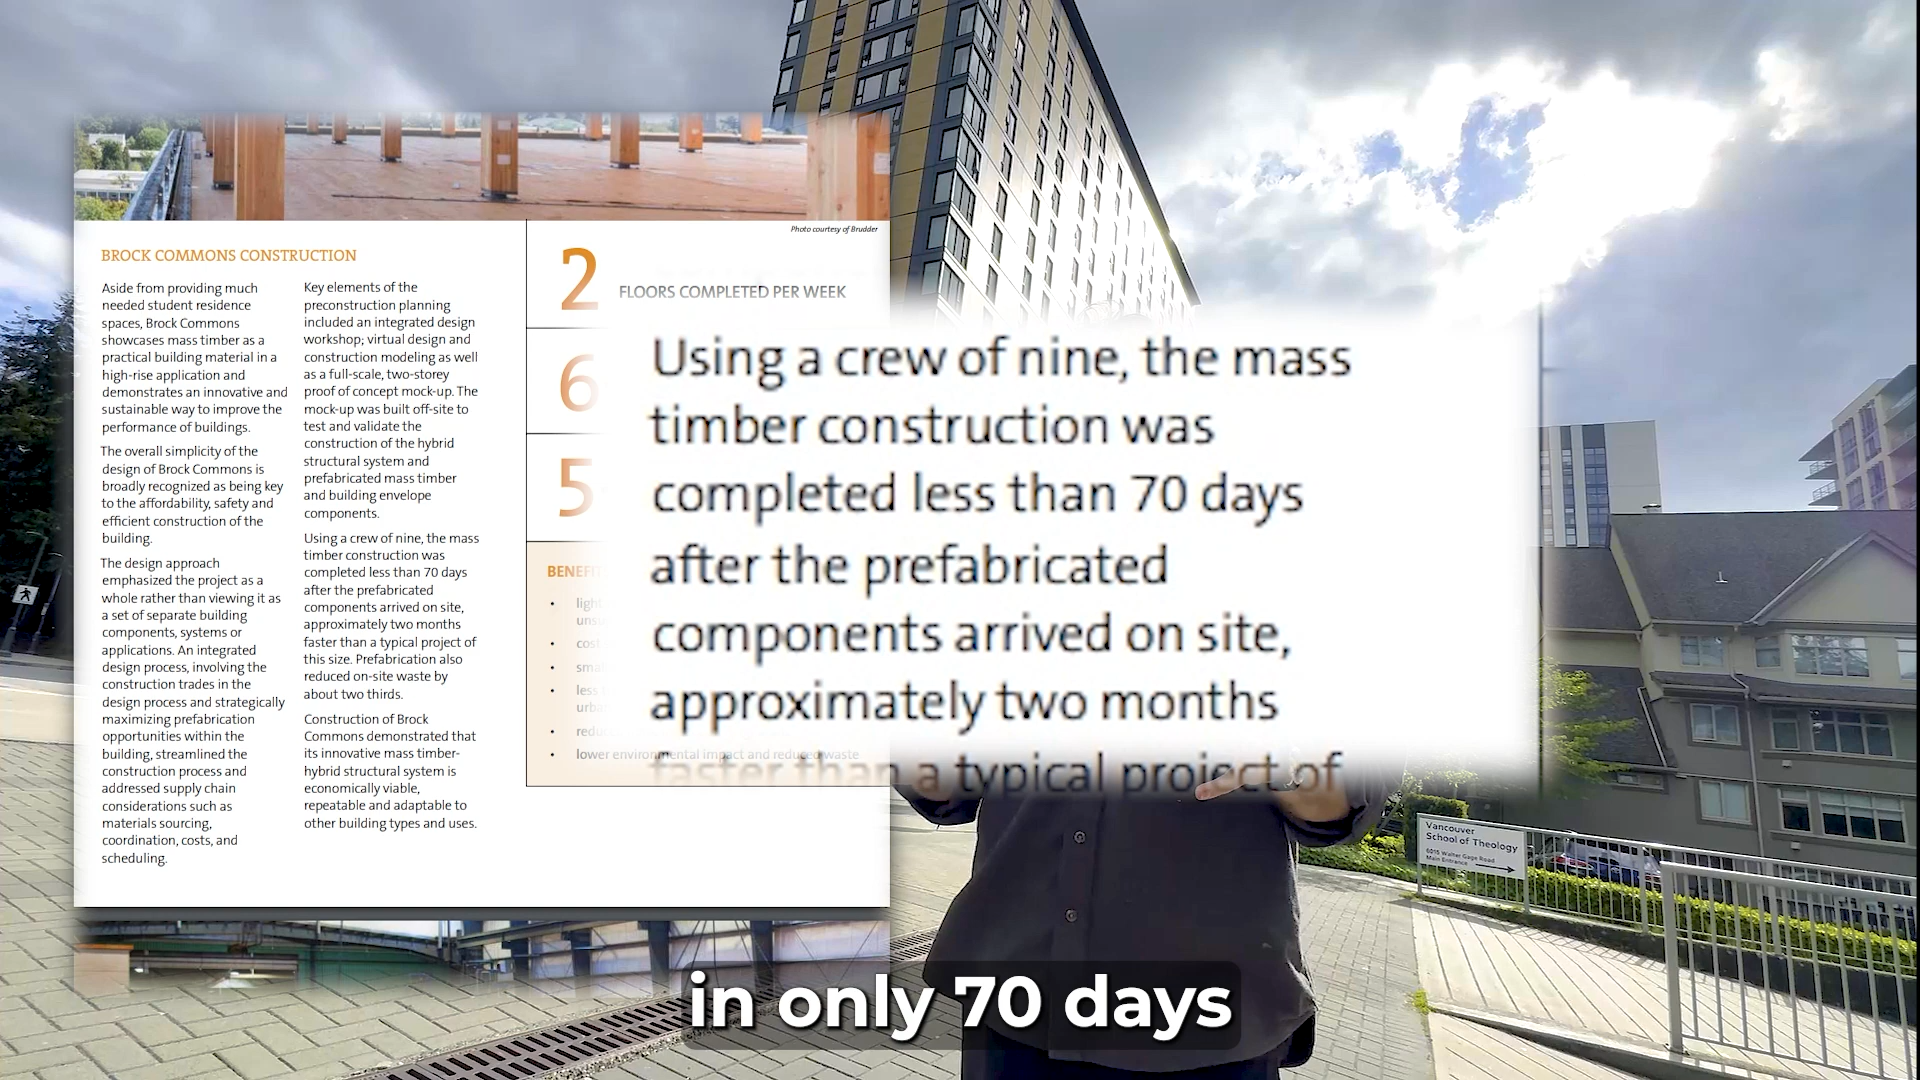 Photo courtesy of Brudder
BROCK COMMONS CONSTRUCTION
Aside from providing much
needed student residence
spaces, Brock Commons
showcases mass timber as a
practical building material in a
high-rise application and
demonstrates an innovative and
sustainable way to improve the
performance of buildings.
The overall simplicity of the
design of Brock Commons is
broadly recognized as being key
to the affordability, safety and
efficient construction of the
building.
The design approach
emphasized the project as a
whole rather than viewing it as
a set of separate building
components, systems or
applications. An integrated
design process, involving the
construction trades in the
design process and strategically
maximizing prefabrication
opportunities within the
building, streamlined the
construction process and
addressed supply chain
considerations such as
materials sourcing,
coordination, costs, and
scheduling.
Key elements of the
preconstruction planning
included an integrated design
workshop; virtual design and
construction modeling as well
as a full-scale, two-storey
proof of concept mock-up. The
mock-up was built off-site to
test and validate the
construction of the hybrid
structural system and
prefabricated mass timber
and building envelope
components.
Using a crew of nine, the mass
timber construction was
completed less than 70 days
after the prefabricated
components arrived on site,
approximately two months
faster than a typical project of
this size. Prefabrication also
reduced on-site waste by
about two thirds.
Construction of Brock
Commons demonstrated that
its innovative mass timber-
hybrid structural system is
economically viable,
repeatable and adaptable to
other building types and uses.
2 FLOORS COMPLETED PER WEEK
6
5
lower environmental impact and reduced waste
Using a crew of nine, the mass
timber construction was
completed less than 70 days
after the prefabricated
components arrived on site,
approximately two months
faster than a typical project of
Vancouver
School of Theology
6015 Walter Gage Road
Main Entrance
in only 70 days